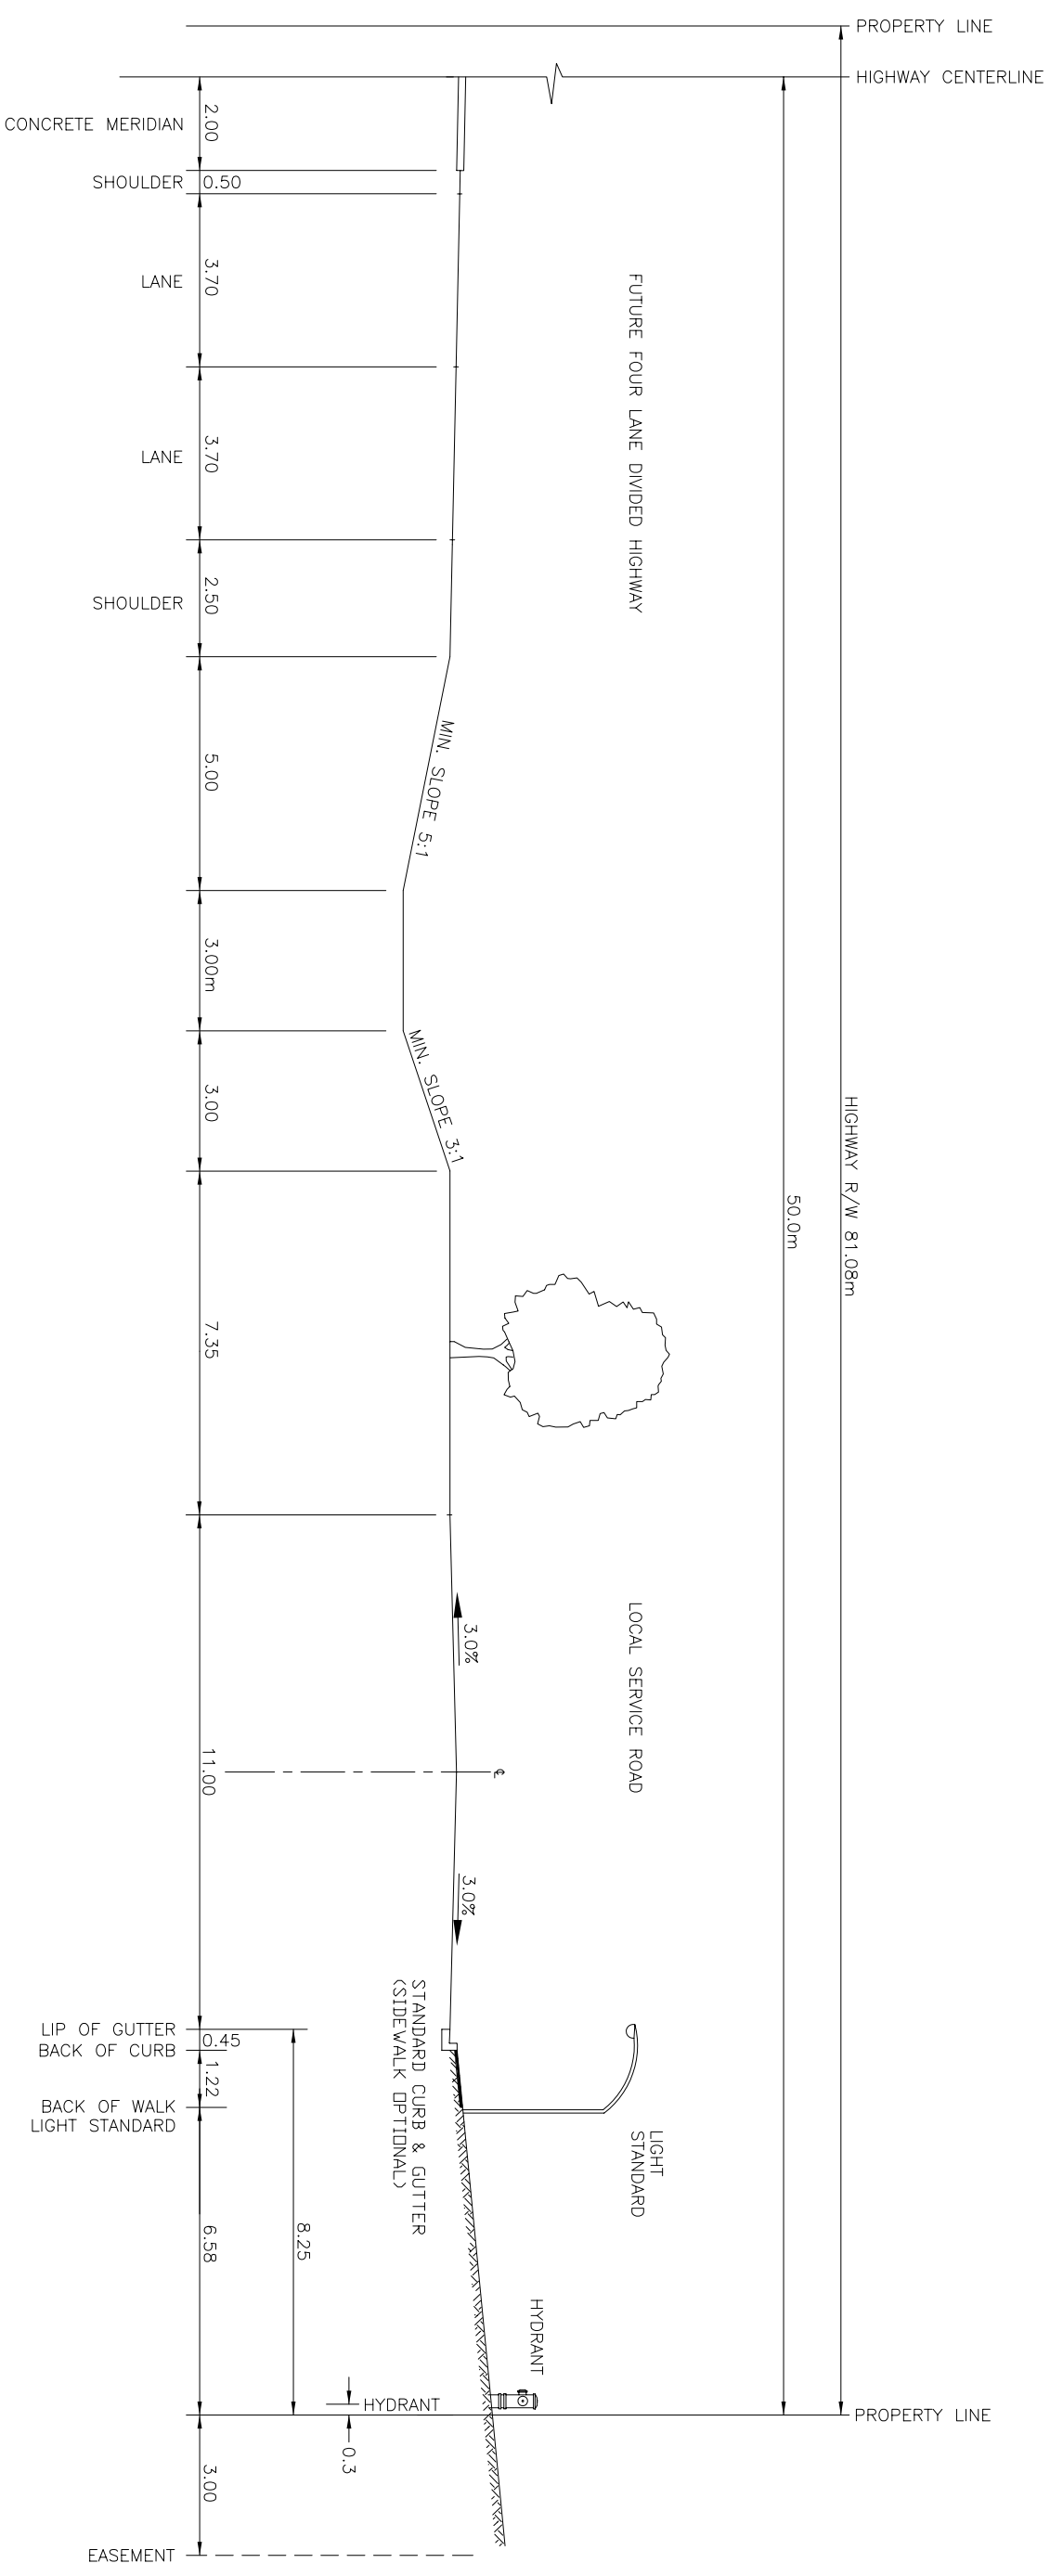 PROPERTY LINE
HIGHWAY CENTERLINE
CONCRETE MERIDIAN
2.00
SHOULDER
0.50
LANE
3.70
FUTURE FOUR LANE DIVIDED HIGHWAY
LANE
3.70
SHOULDER
2.50
5.00
MIN. SLOPE 5:1
3.00m
3.00
MIN. SLOPE 3:1
HIGHWAY R/W 81.08m
50.0m
7.35
LOCAL SERVICE ROAD
3.0%
11.00
℄
3.0%
STANDARD CURB & GUTTER
(SIDEWALK OPTIONAL)
LIP OF GUTTER
0.45
BACK OF CURB
1.22
BACK OF WALK
LIGHT STANDARD
LIGHT
STANDARD
6.58
8.25
HYDRANT
HYDRANT
0.3
PROPERTY LINE
3.00
EASEMENT